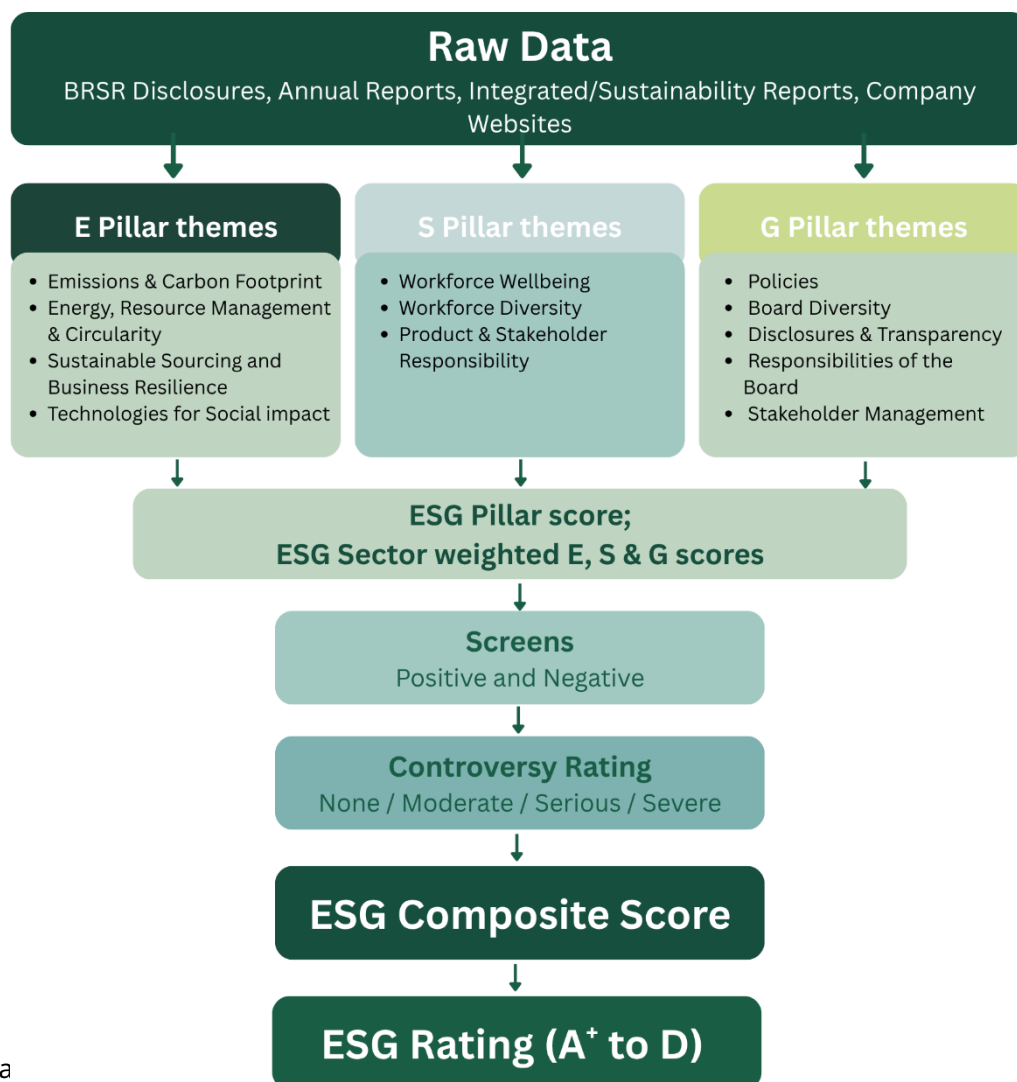 Raw Data
BRSR Disclosures, Annual Reports, Integrated/Sustainability Reports, Company
Websites
E Pillar themes
• Emissions & Carbon Footprint
• Energy, Resource Management
& Circularity
• Sustainable Sourcing and
Business Resilience
• Technologies for Social impact
S Pillar themes
• Workforce Wellbeing
• Workforce Diversity
• Product & Stakeholder
Responsibility
G Pillar themes
• Policies
• Board Diversity
• Disclosures & Transparency
• Responsibilities of the
Board
• Stakeholder Management
ESG Pillar score;
ESG Sector weighted E, S & G scores
Screens
Positive and Negative
Controversy Rating
None / Moderate / Serious / Severe
ESG Composite Score
ESG Rating (A⁺ to D)